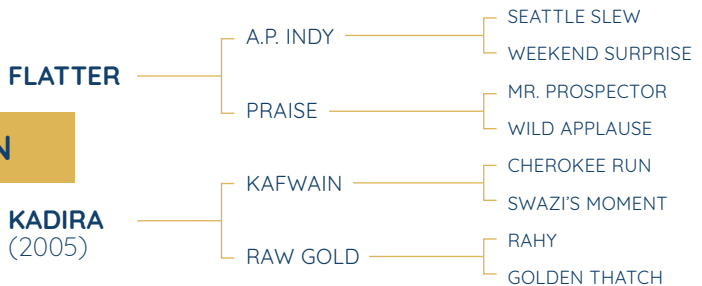 FLATTER
A.P. INDY
SEATTLE SLEW
WEEKEND SURPRISE
PRAISE
MR. PROSPECTOR
WILD APPLAUSE
N
KADIRA
(2005)
KAFWAIN
CHEROKEE RUN
SWAZI'S MOMENT
RAW GOLD
RAHY
GOLDEN THATCH